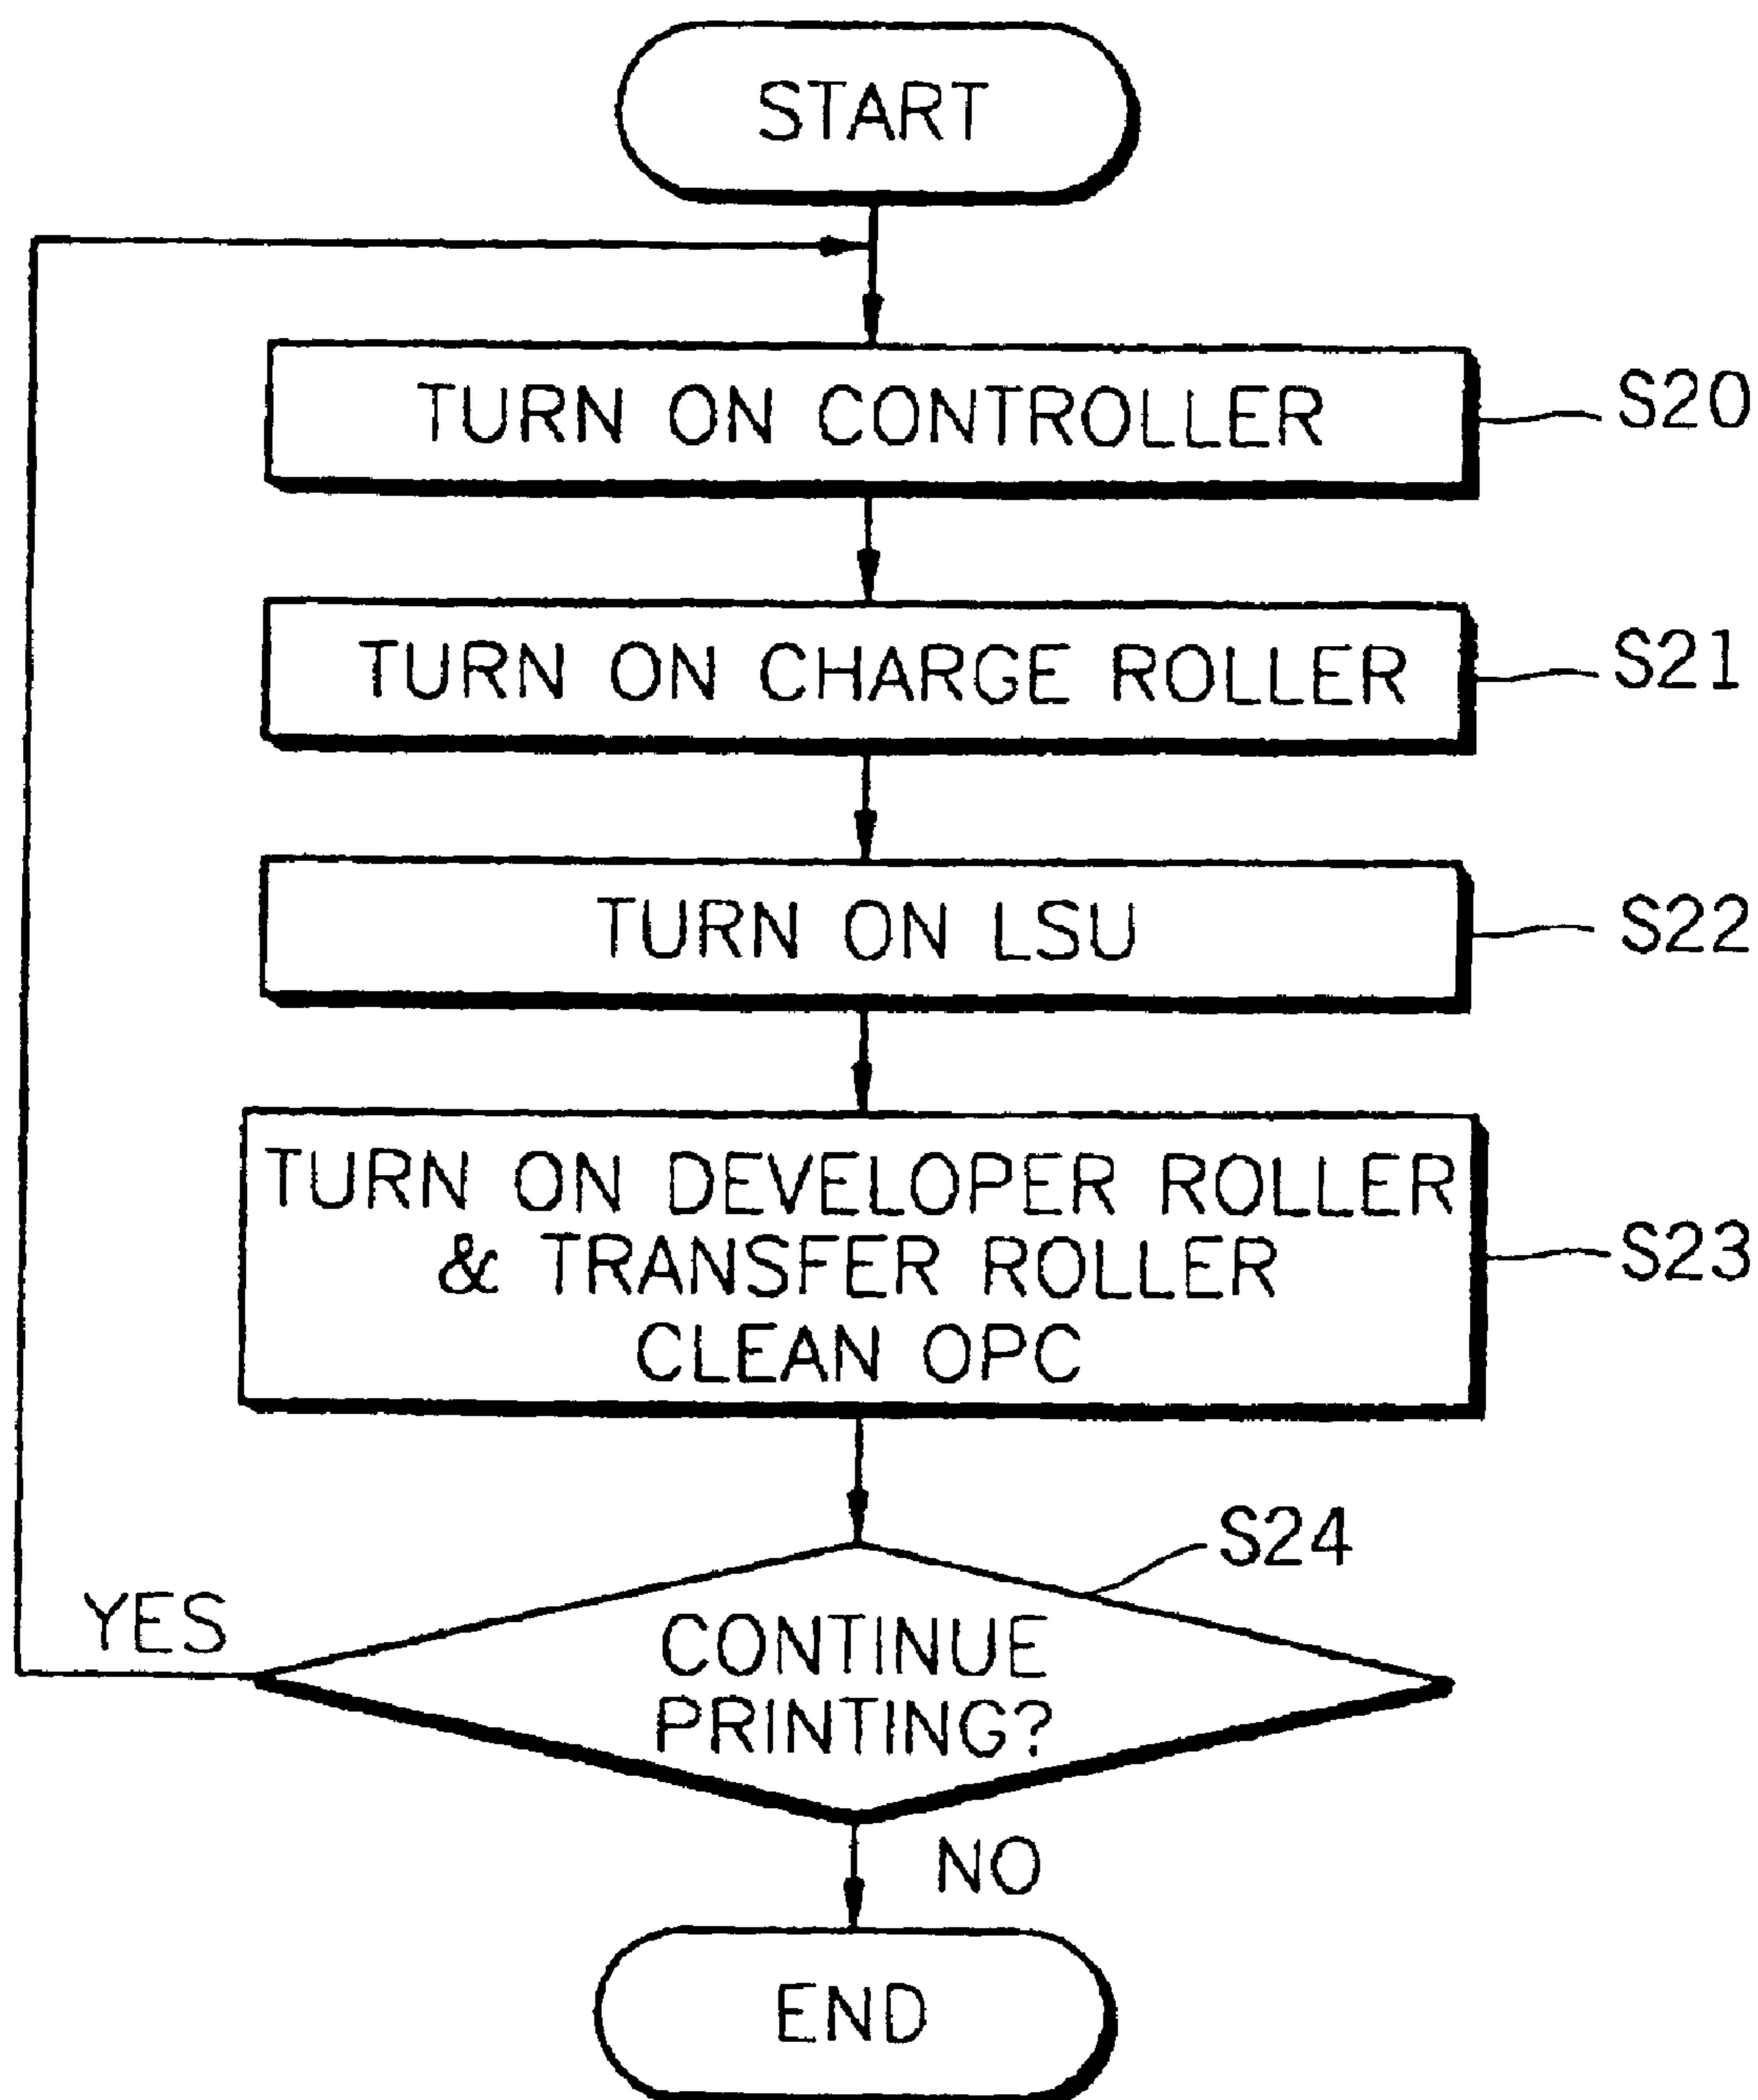 START
TURN ON CONTROLLER
S20
TURN ON CHARGE ROLLER
S21
TURN ON LSU
S22
TURN ON DEVELOPER ROLLER
& TRANSFER ROLLER
CLEAN OPC
S23
S24
YES
CONTINUE
PRINTING?
NO
END